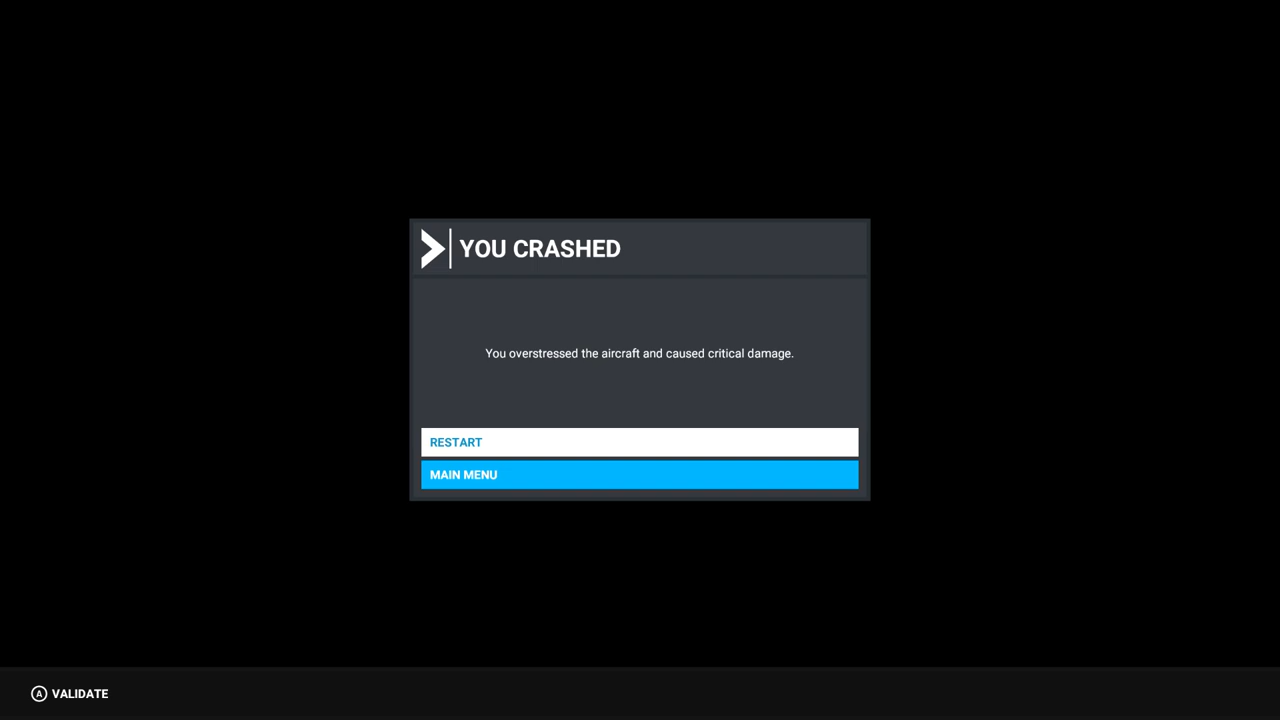 YOU CRASHED
You overstressed the aircraft and caused critical damage.
RESTART
MAIN MENU
A VALIDATE